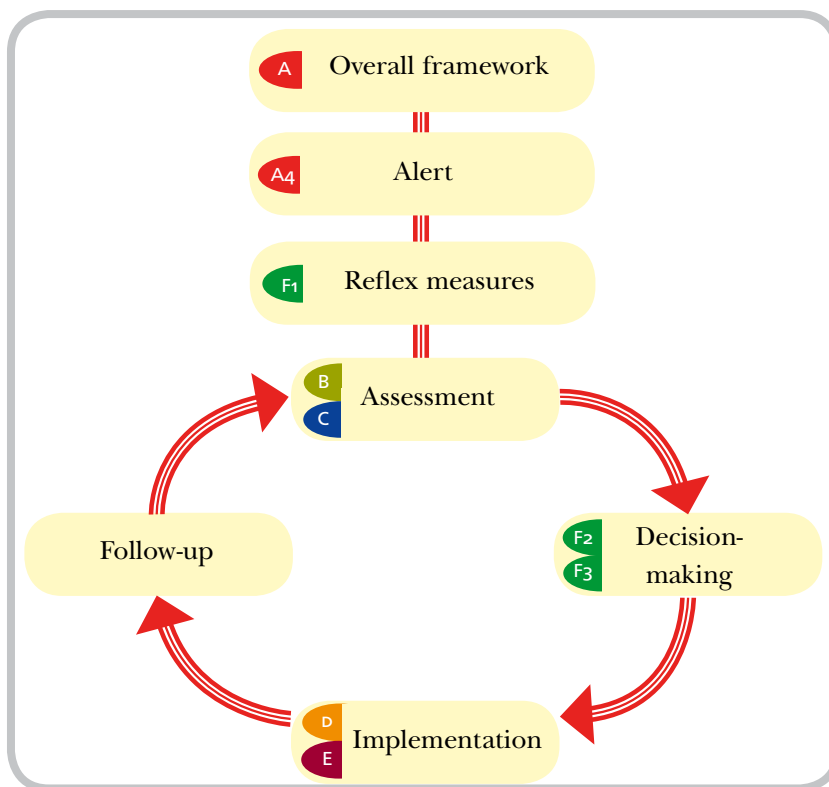 A
Overall framework
A4
Alert
F1
Reflex measures
B
C
Assessment
Follow-up
F2
F3
Decision-
making
D
E
Implementation